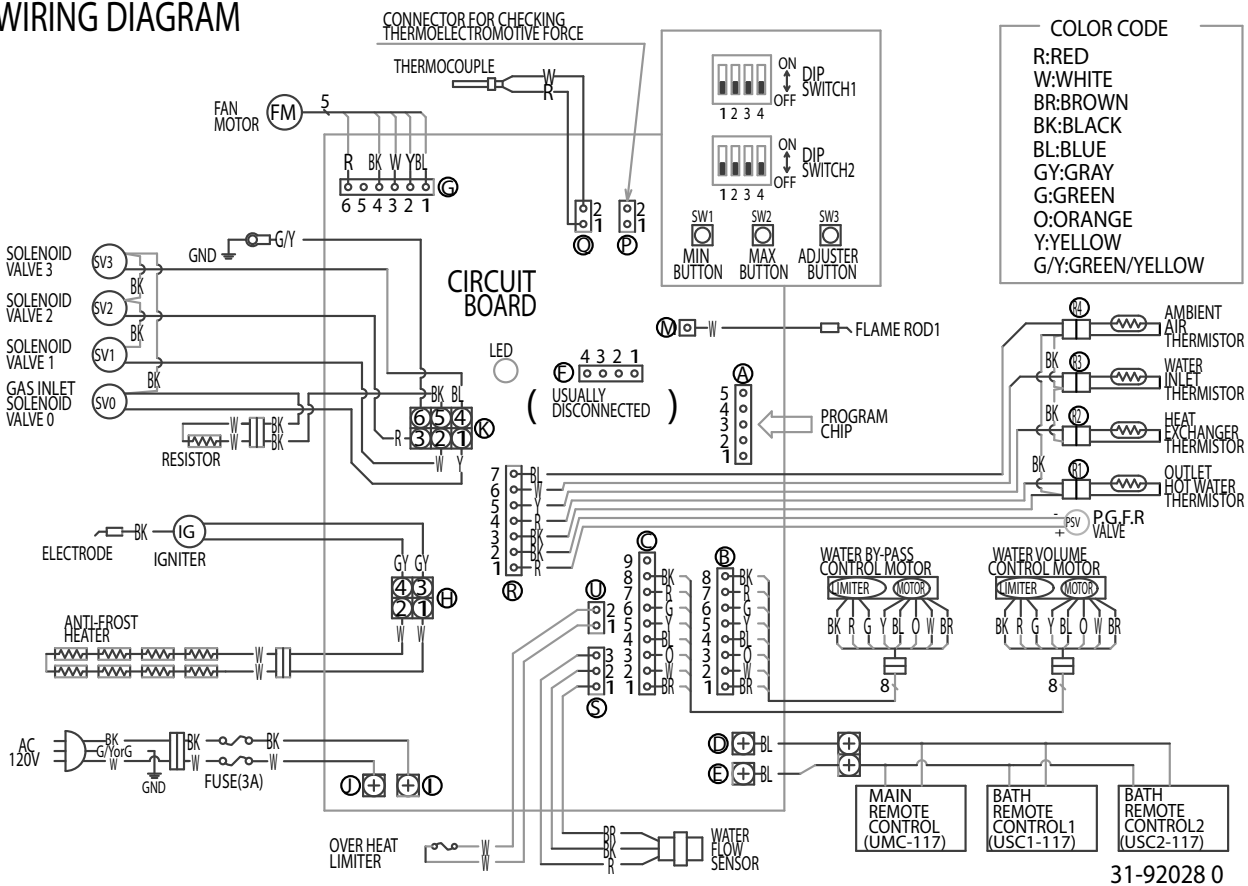 WIRING DIAGRAM
CONNECTOR FOR CHECKING
THERMOELECTROMOTIVE FORCE
THERMOCOUPLE
W
R
FAN
MOTOR
FM
5
R BK W Y BL
6 5 4 3 2 1
G
2
1
Q
2
1
P
ON
OFF
DIP
SWITCH1
1 2 3 4
ON
OFF
DIP
SWITCH2
1 2 3 4
SW1
MIN
BUTTON
SW2
MAX
BUTTON
SW3
ADJUSTER
BUTTON
COLOR CODE
R:RED
W:WHITE
BR:BROWN
BK:BLACK
BL:BLUE
GY:GRAY
G:GREEN
O:ORANGE
Y:YELLOW
G/Y:GREEN/YELLOW
GND
G/Y
SOLENOID
VALVE 3
SV3
BK
SOLENOID
VALVE 2
SV2
BK
SOLENOID
VALVE 1
SV1
BK
GAS INLET
SOLENOID
VALVE 0
SV0
CIRCUIT
BOARD
LED
F
4 3 2 1
( USUALLY
DISCONNECTED )
M
W
FLAME ROD1
A
5
4
3
2
1
PROGRAM
CHIP
BK BL
6 5 4
R 3 2 1
K
W Y
W BK
W BK
RESISTOR
R4
AMBIENT
AIR
THERMISTOR
BK
R3
WATER
INLET
THERMISTOR
BK
R2
HEAT
EXCHANGER
THERMISTOR
BK
R1
OUTLET
HOT WATER
THERMISTOR
-
+
PSV
P.G.F.R
VALVE
7 BL
6 W
5 Y
4 R
3 BK
2 BK
1 R
R
ELECTRODE
BK
IG
IGNITER
GY GY
4 3
2 1
H
W W
ANTI-FROST
HEATER
W
W
U
2
1
3
2
1
S
C
9
8 BK
7 R
6 G
5 Y
4 BL
3 O
2 W
1 BR
B
8 BK
7 R
6 G
5 Y
4 BL
3 O
2 W
1 BR
WATER BY-PASS
CONTROL MOTOR
LIMITER MOTOR
BK R G Y BL O W BR
8
WATER VOLUME
CONTROL MOTOR
LIMITER MOTOR
BK R G Y BL O W BR
8
AC
120V
BK
G/YorG
W
GND
BK BK
W W
FUSE(3A)
J I
D BL
E BL
MAIN
REMOTE
CONTROL
(UMC-117)
BATH
REMOTE
CONTROL1
(USC1-117)
BATH
REMOTE
CONTROL2
(USC2-117)
OVER HEAT
LIMITER
W
W
BR
BK
R
WATER
FLOW
SENSOR
31-92028 0